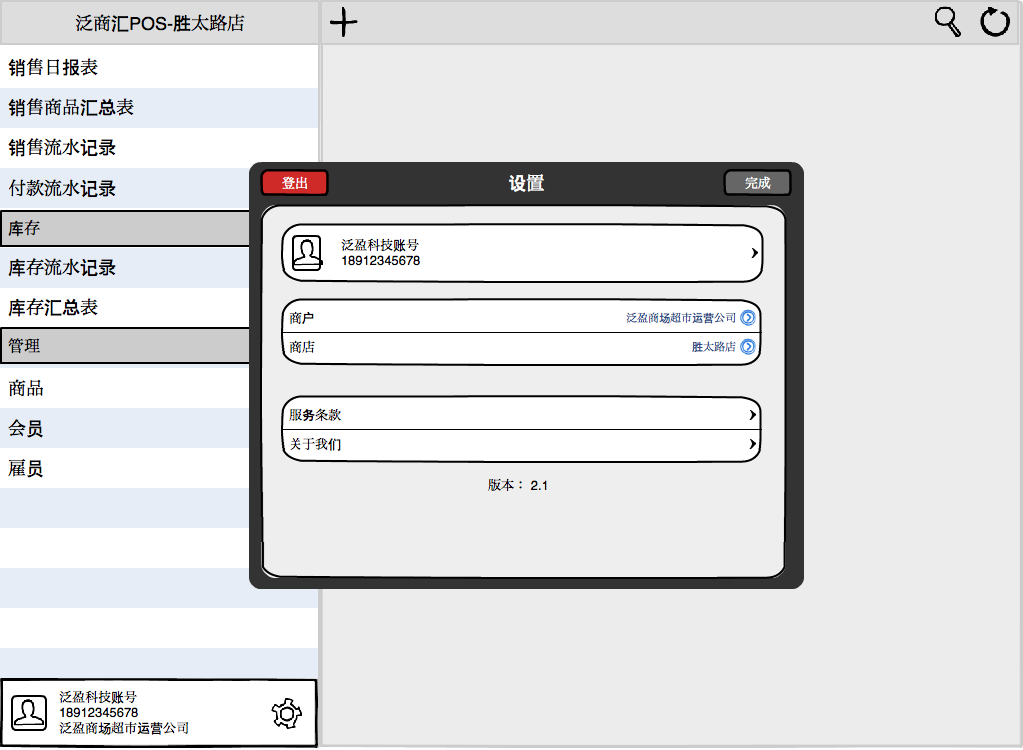 泛商汇POS-胜太路店
销售日报表
销售商品汇总表
销售流水记录
付款流水记录
库存
库存流水记录
库存汇总表
管理
商品
会员
雇员
泛盈科技账号
18912345678
泛盈商场超市运营公司
登出
设置
完成
泛盈科技账号
18912345678
商户 泛盈商场超市运营公司
商店 胜太路店
服务条款
关于我们
版本： 2.1